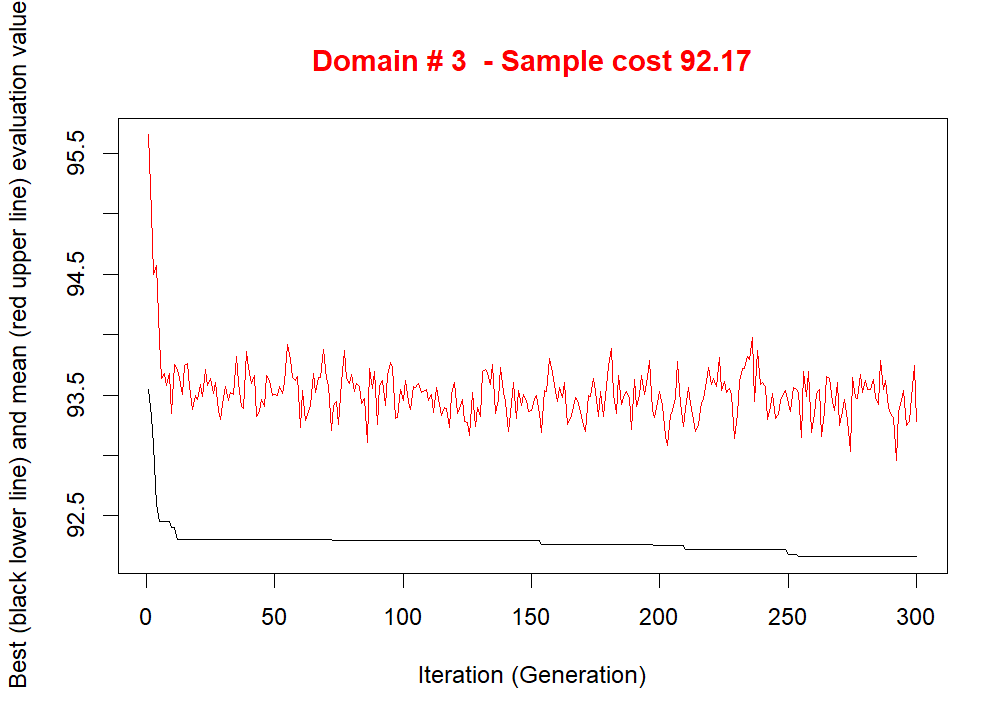 Domain # 3  - Sample cost 92.17
Best (black lower line) and mean (red upper line) evaluation value
95.5
94.5
93.5
92.5
0 50 100 150 200 250 300
Iteration (Generation)